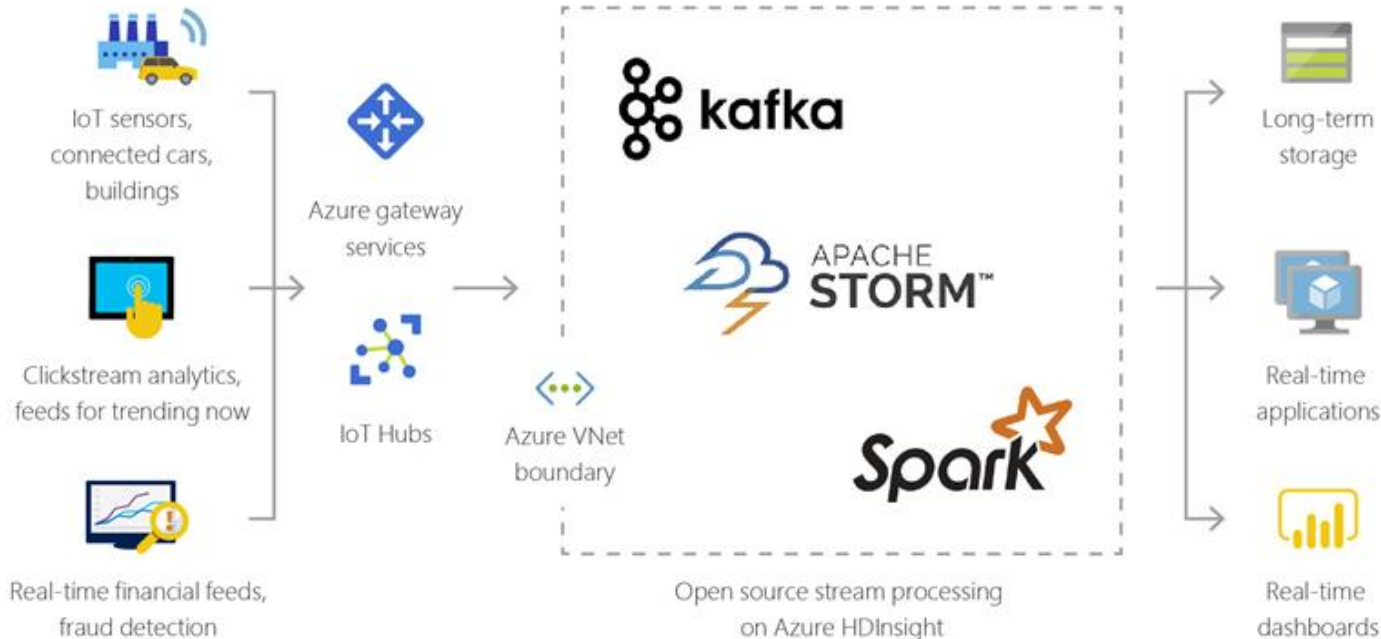 IoT sensors,
connected cars,
buildings
Clickstream analytics,
feeds for trending now
Real-time financial feeds,
fraud detection
Azure gateway
services
IoT Hubs
Azure VNet
boundary
kafka
APACHE
STORM™
Spark
Open source stream processing
on Azure HDInsight
Long-term
storage
Real-time
applications
Real-time
dashboards